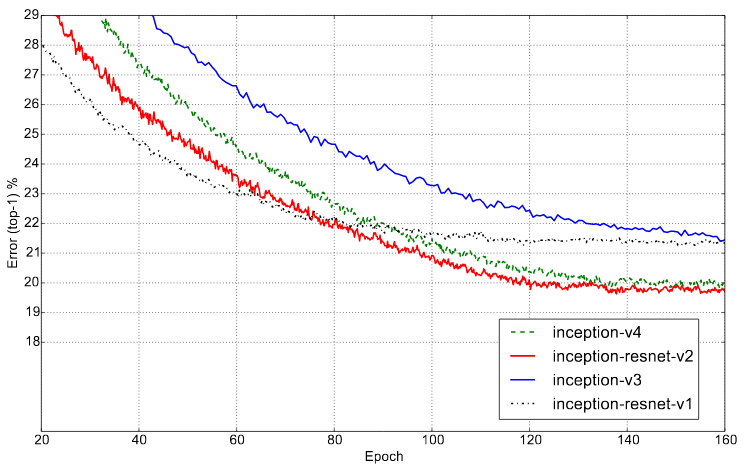 29
28
27
26
25
24
23
22
21
20
19
18
Error (top-1) %
inception-v4
inception-resnet-v2
inception-v3
inception-resnet-v1
20 40 60 80 100 120 140 160
Epoch